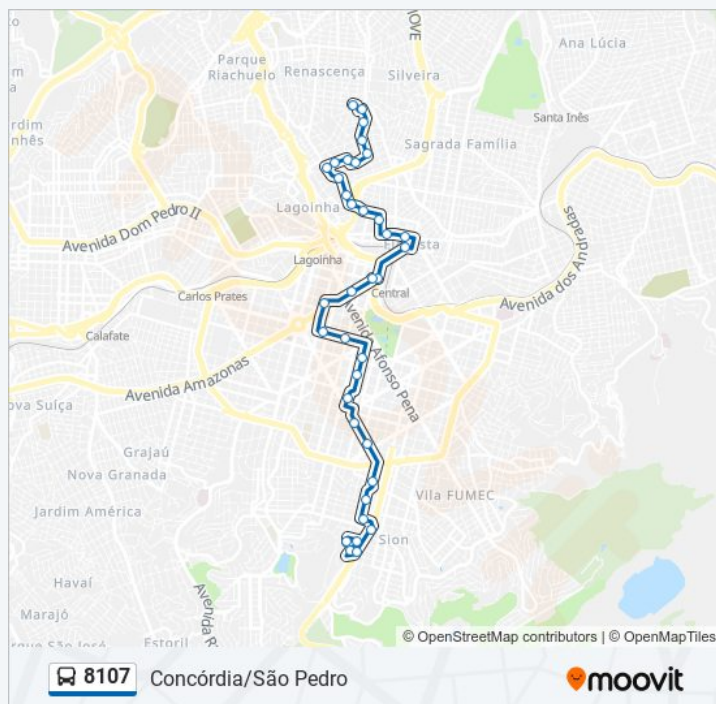 MOVE
Ana Lúcia
Parque
Riachuelo
Renascença
Silveira
Santa Inês
Sagrada Família
Lagoinha
Avenida Dom Pedro II
Lagoinha
Carlos Prates
Central
Avenida dos Andradas
Calafate
Avenida Afonso Pena
Avenida Amazonas
Grajaú
Nova Granada
Vila FUMEC
Jardim América
Sion
Havaí
Marajó
Estoril
© OpenStreetMap contributors | © OpenMapTiles
8107 Concórdia/São Pedro moovit